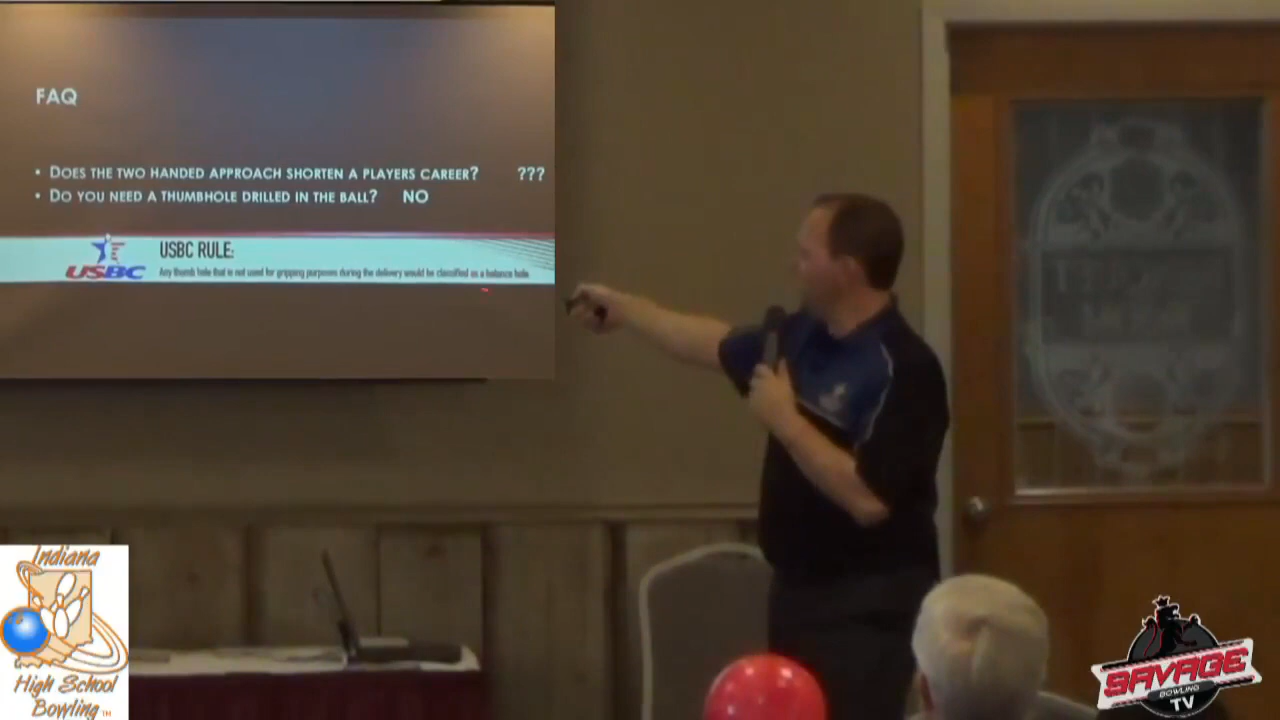 FAQ
• DOES THE TWO HANDED APPROACH SHORTEN A PLAYERS CAREER? ???
• DO YOU NEED A THUMBHOLE DRILLED IN THE BALL? NO
USBC RULE:
USBC
Any thumb hole that is not used for gripping purposes during the delivery would be classified as a balance hole
Indiana
High School
Bowling™
SAVAGE
BOWLING
TV